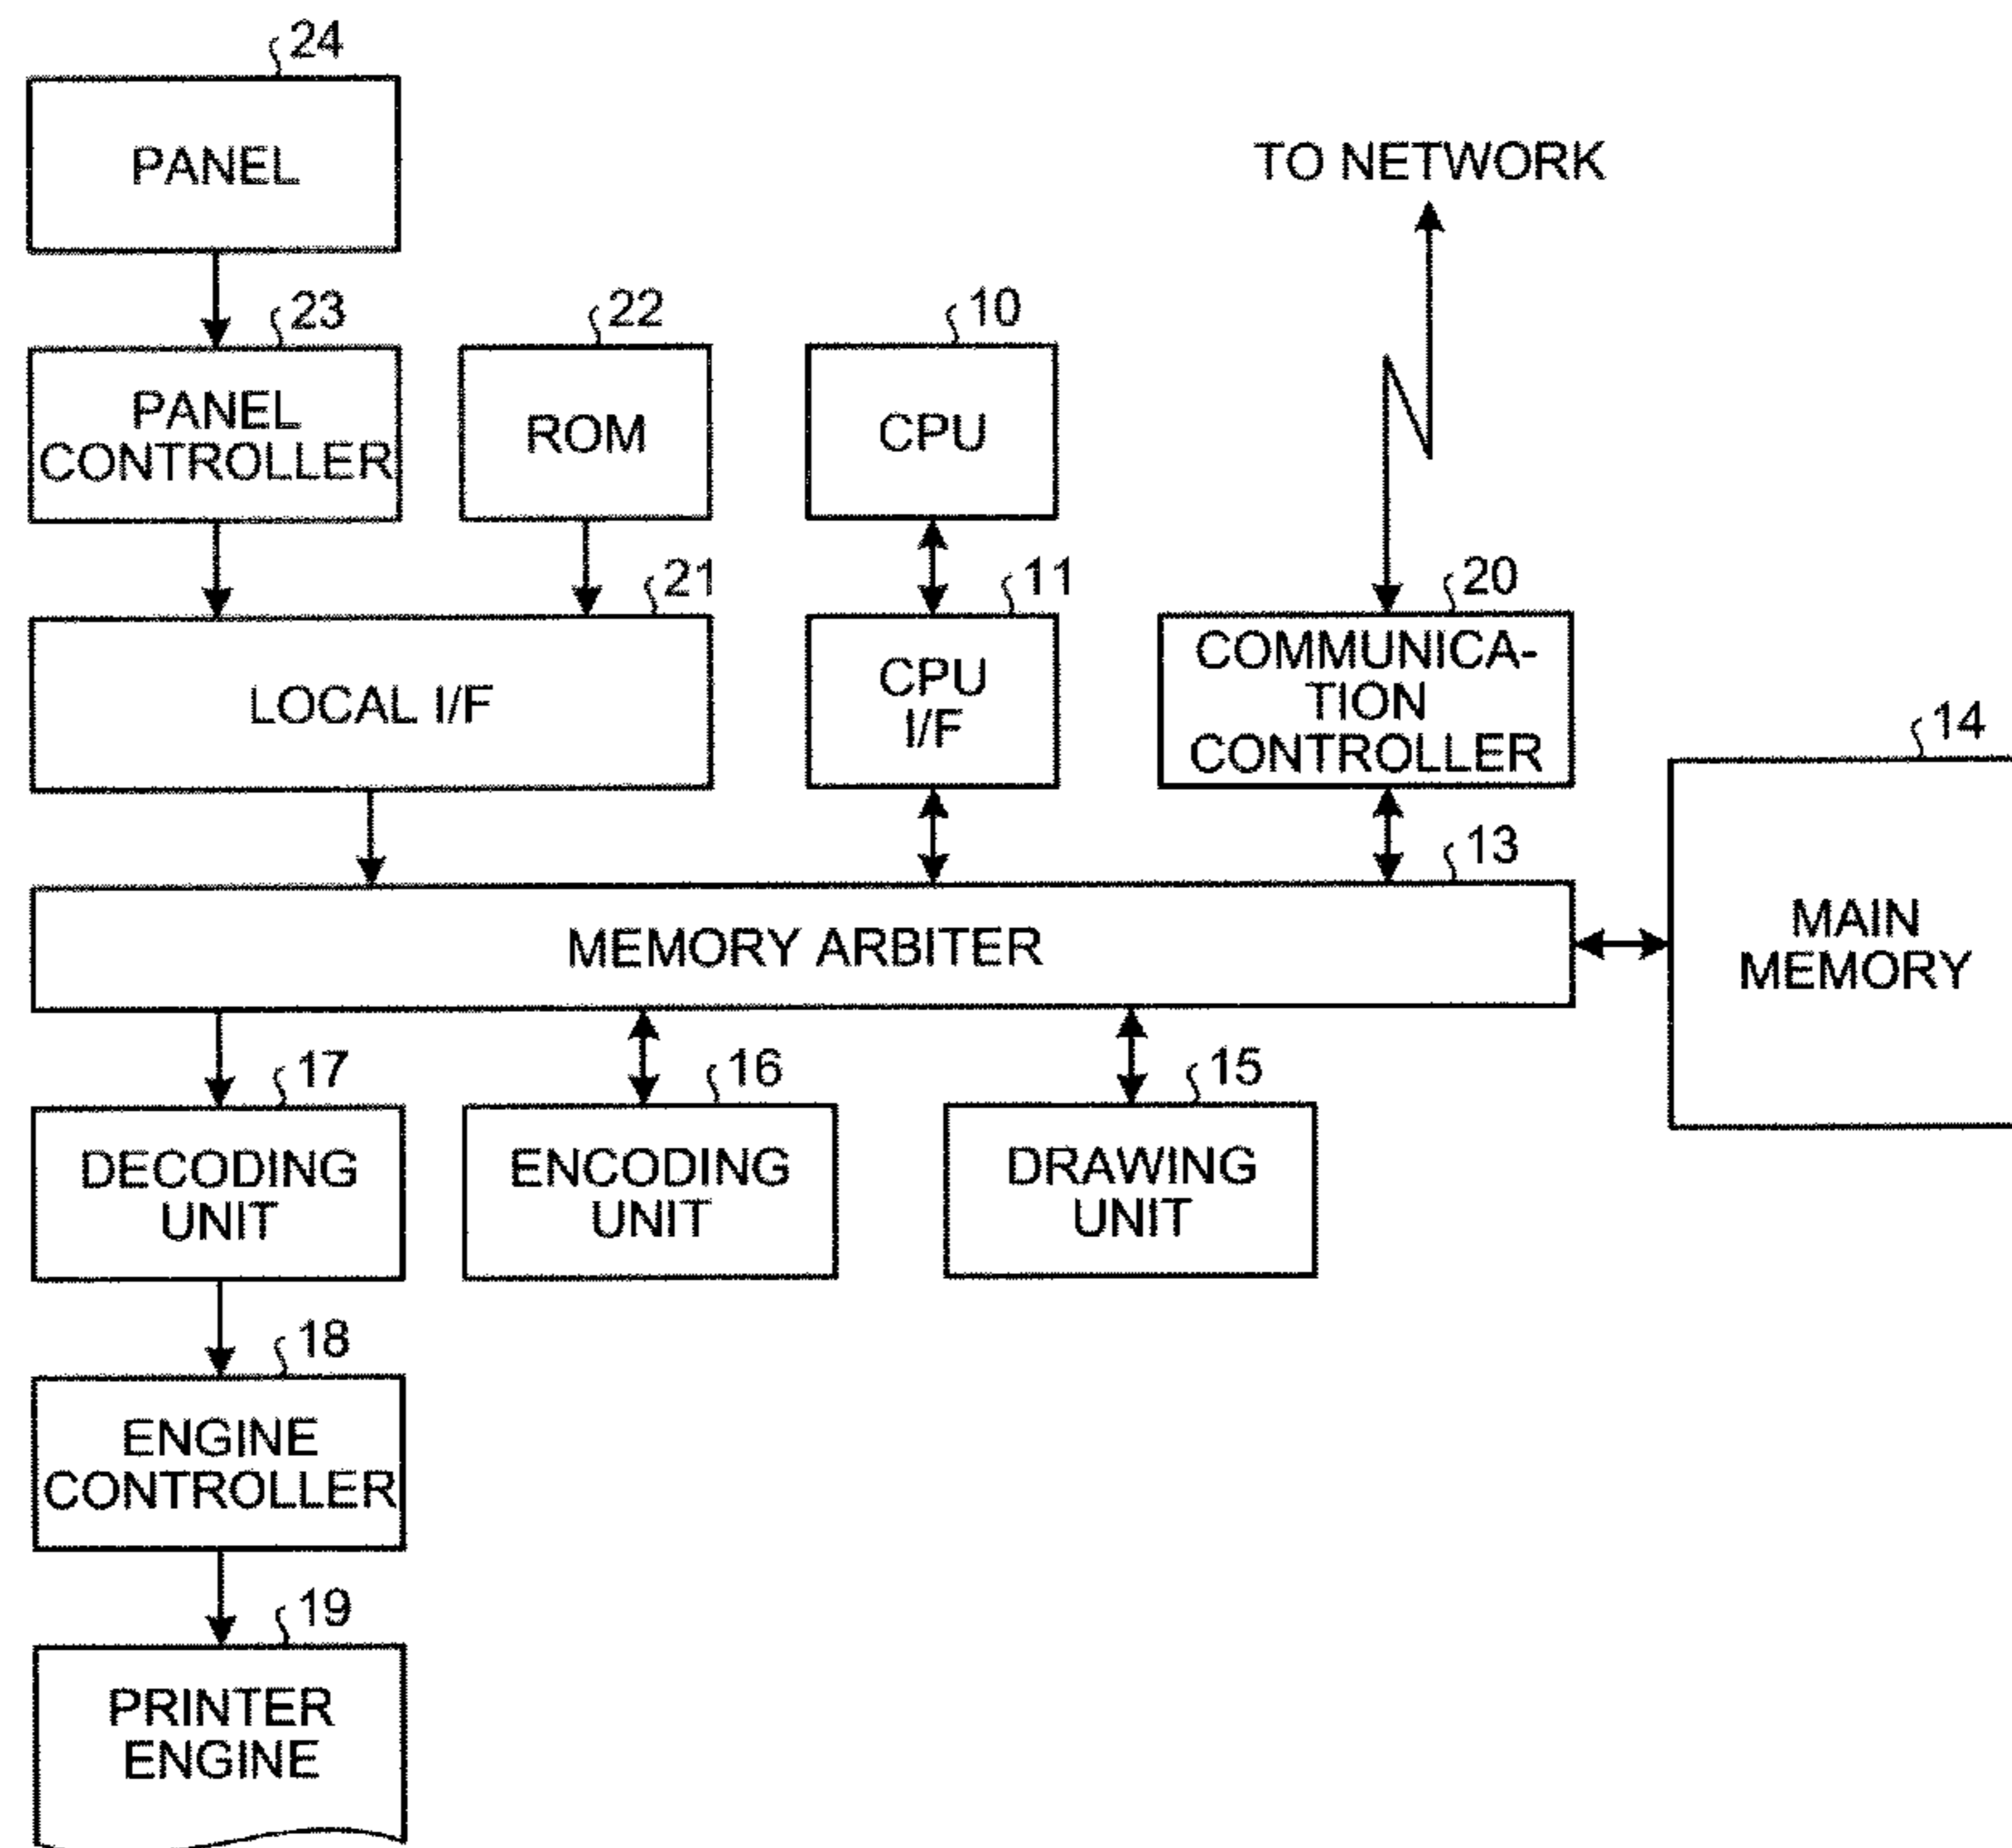 24
PANEL
TO NETWORK
23
22
10
PANEL
CONTROLLER
ROM
CPU
21
11
20
LOCAL I/F
CPU
I/F
COMMUNICA-
TION
CONTROLLER
14
13
MEMORY ARBITER
MAIN
MEMORY
17
16
15
DECODING
UNIT
ENCODING
UNIT
DRAWING
UNIT
18
ENGINE
CONTROLLER
19
PRINTER
ENGINE